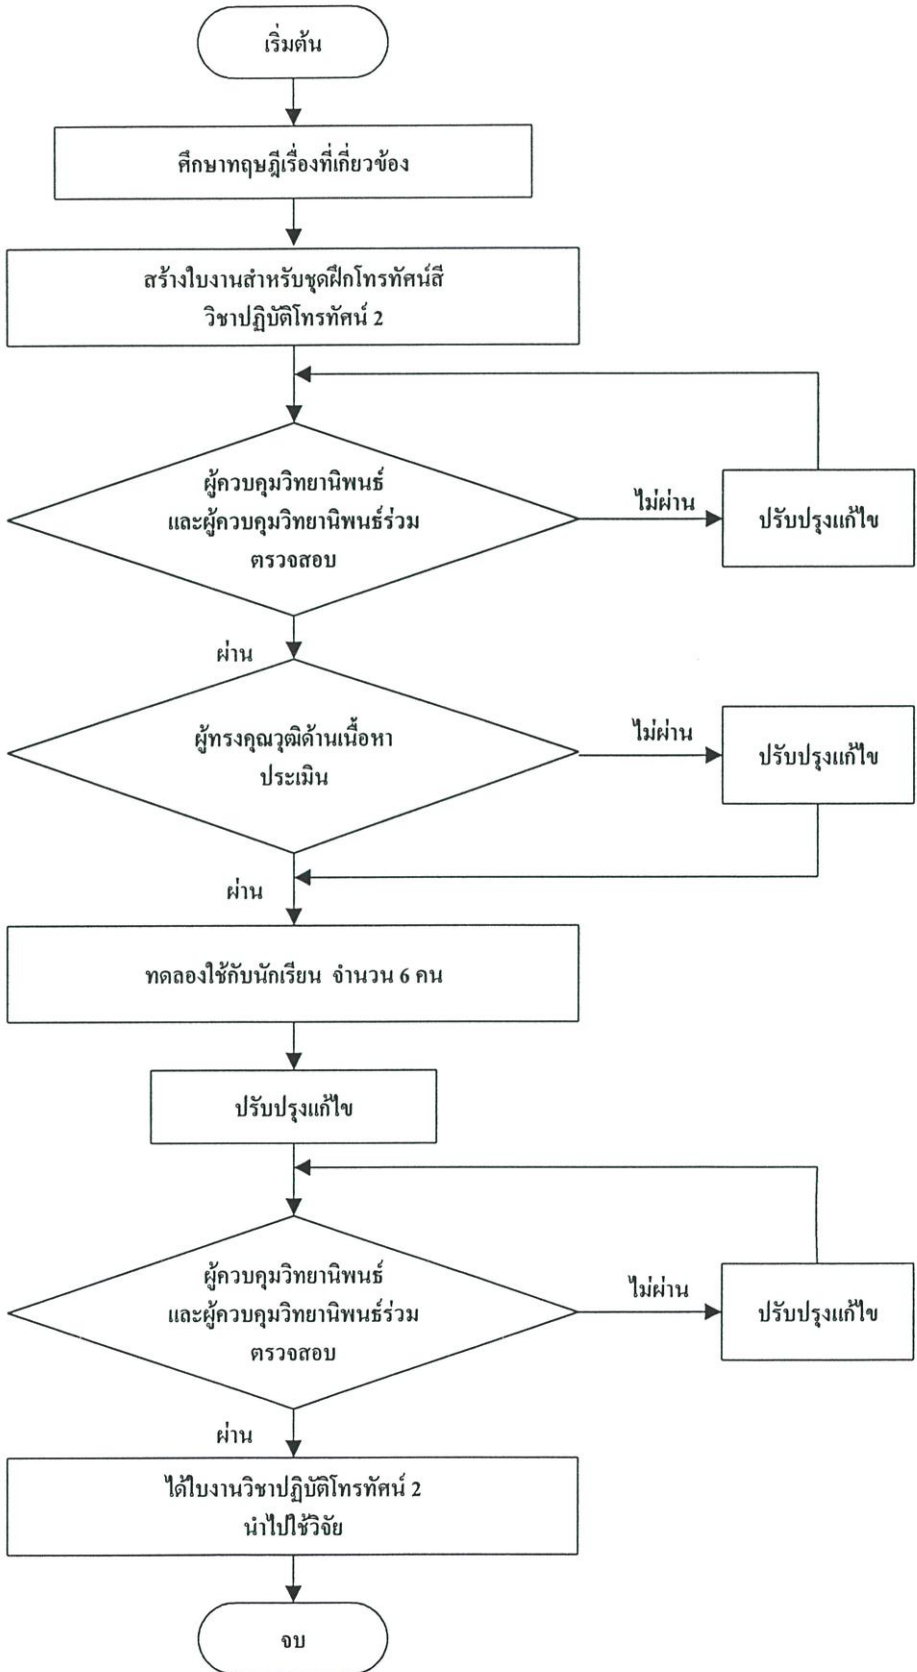 เริ่มต้น
ศึกษาทฤษฎีเรื่องที่เกี่ยวข้อง
สร้างใบงานสำหรับชุดฝึกโทรทัศน์สี
วิชาปฏิบัติโทรทัศน์ 2
ผู้ควบคุมวิทยานิพนธ์
และผู้ควบคุมวิทยานิพนธ์ร่วม
ตรวจสอบ
ไม่ผ่าน
ปรับปรุงแก้ไข
ผ่าน
ผู้ทรงคุณวุฒิด้านเนื้อหา
ประเมิน
ไม่ผ่าน
ปรับปรุงแก้ไข
ผ่าน
ทดลองใช้กับนักเรียน จำนวน 6 คน
ปรับปรุงแก้ไข
ผู้ควบคุมวิทยานิพนธ์
และผู้ควบคุมวิทยานิพนธ์ร่วม
ตรวจสอบ
ไม่ผ่าน
ปรับปรุงแก้ไข
ผ่าน
ได้ใบงานวิชาปฏิบัติโทรทัศน์ 2
นำไปใช้วิจัย
จบ